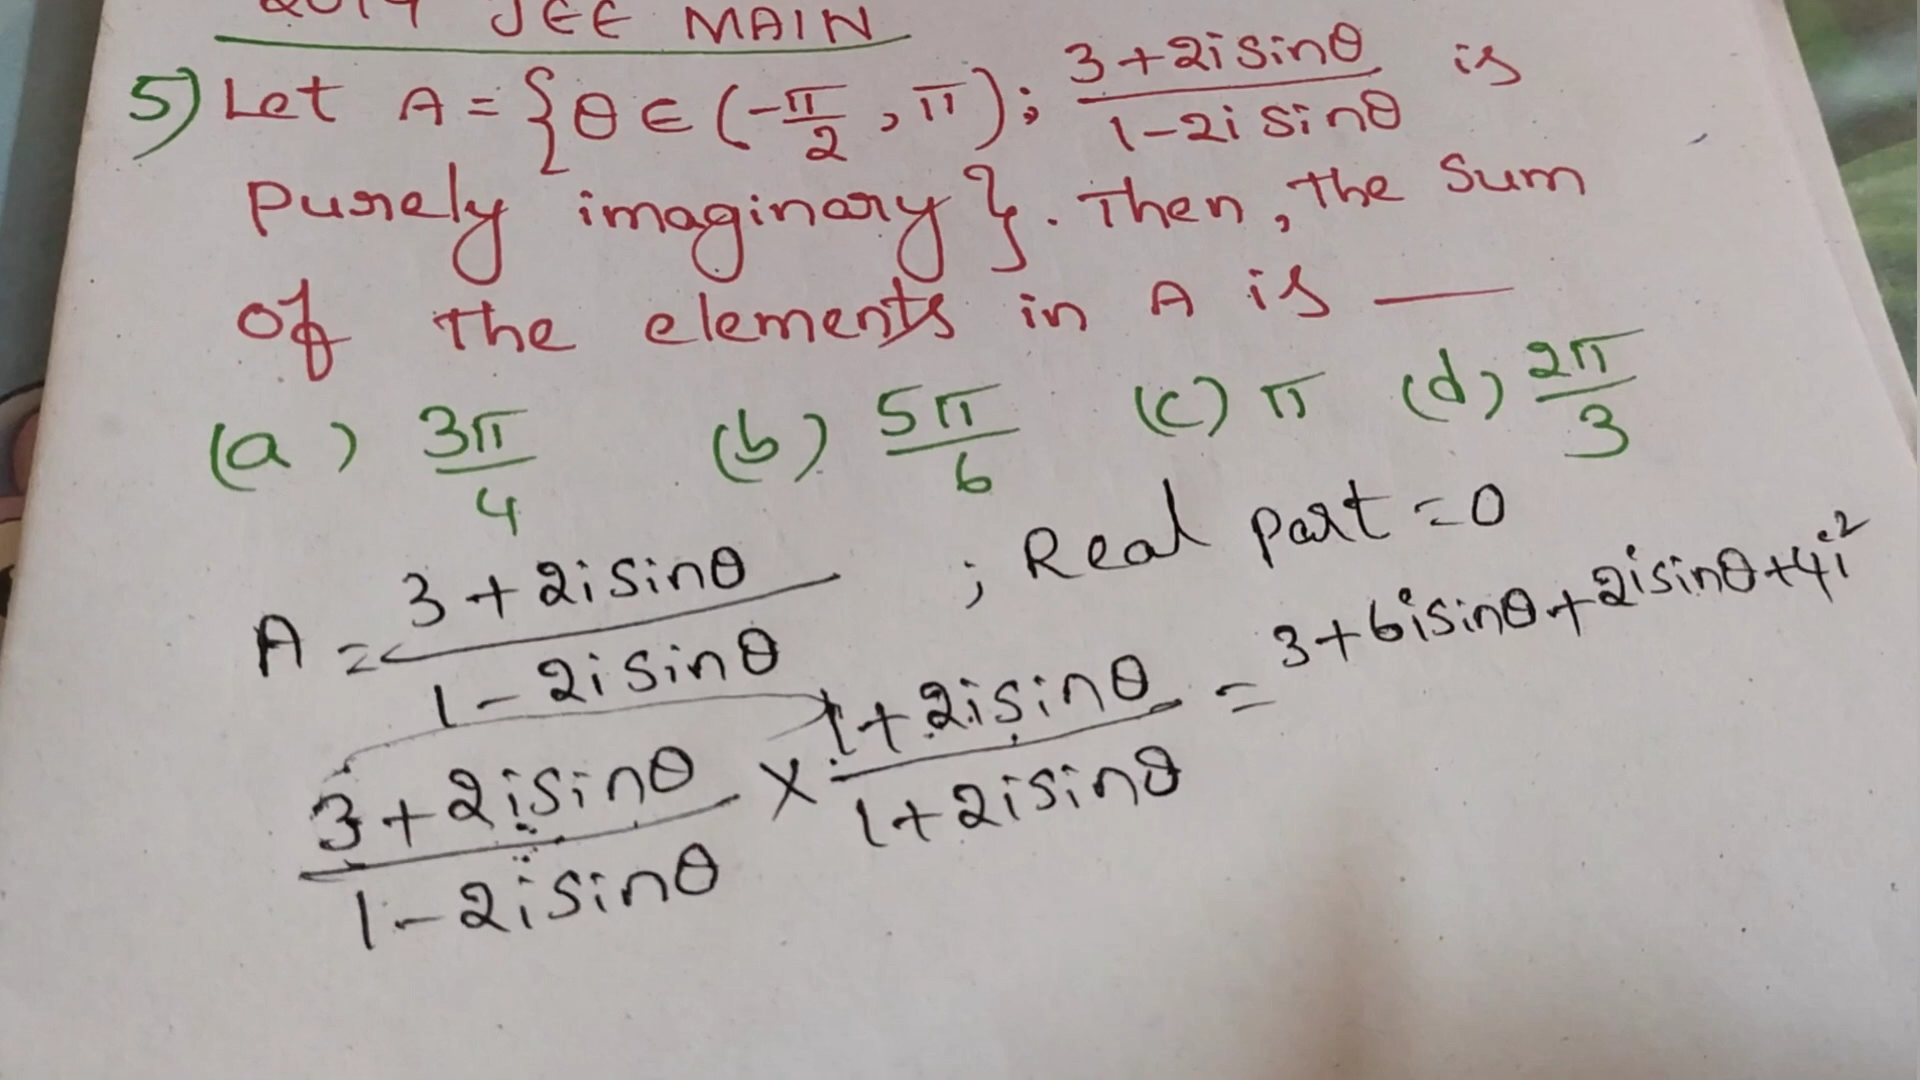 2019 JEE MAIN
5) Let A = {θ ∈ (-π/2, π); (3+2i sinθ)/(1-2i sinθ) is
Purely imaginary}. Then, the sum
of the elements in A is ___
(a) 3π/4 (b) 5π/6 (c) π (d) 2π/3
A = (3+2i sinθ)/(1-2i sinθ) ; Real part = 0
(3+2i sinθ)/(1-2i sinθ) × (1+2i sinθ)/(1+2i sinθ) = 3+6i sinθ+2i sinθ+4i²